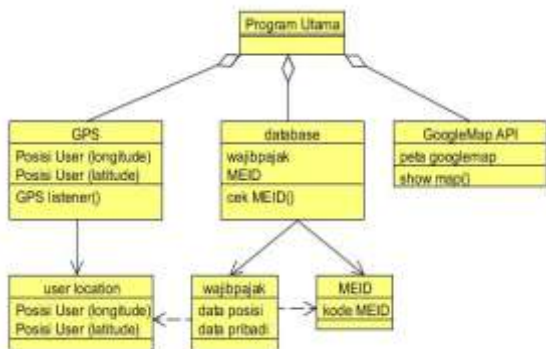 Program Utama
GPS
Posisi User (longitude)
Posisi User (latitude)
GPS listener()
database
wajibpajak
MEID
cek MEID()
GoogleMap API
peta googlemap
show map()
user location
Posisi User (longitude)
Posisi User (latitude)
wajibpajak
data posisi
data pribadi
MEID
kode MEID